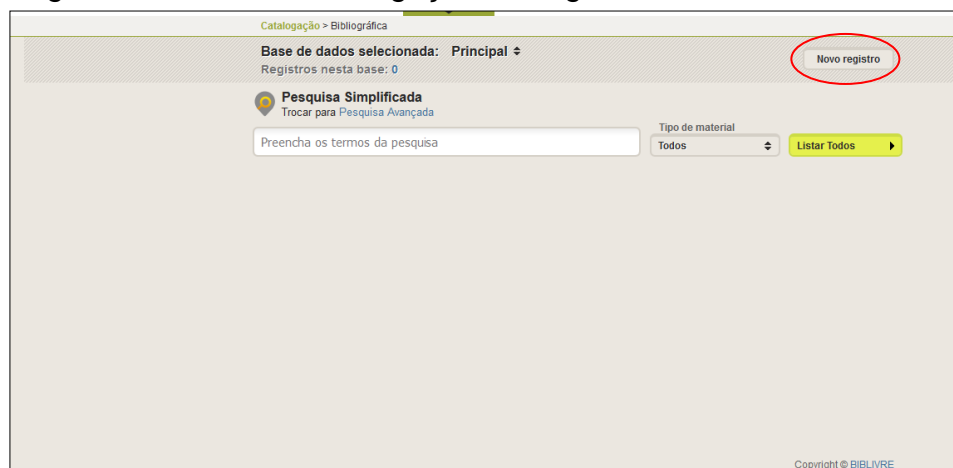 Catalogação > Bibliográfica
Base de dados selecionada: Principal
Registros nesta base: 0
Novo registro
Pesquisa Simplificada
Trocar para Pesquisa Avançada
Tipo de material
Preencha os termos da pesquisa
Todos
Listar Todos
Copyright © BIBLIVRE